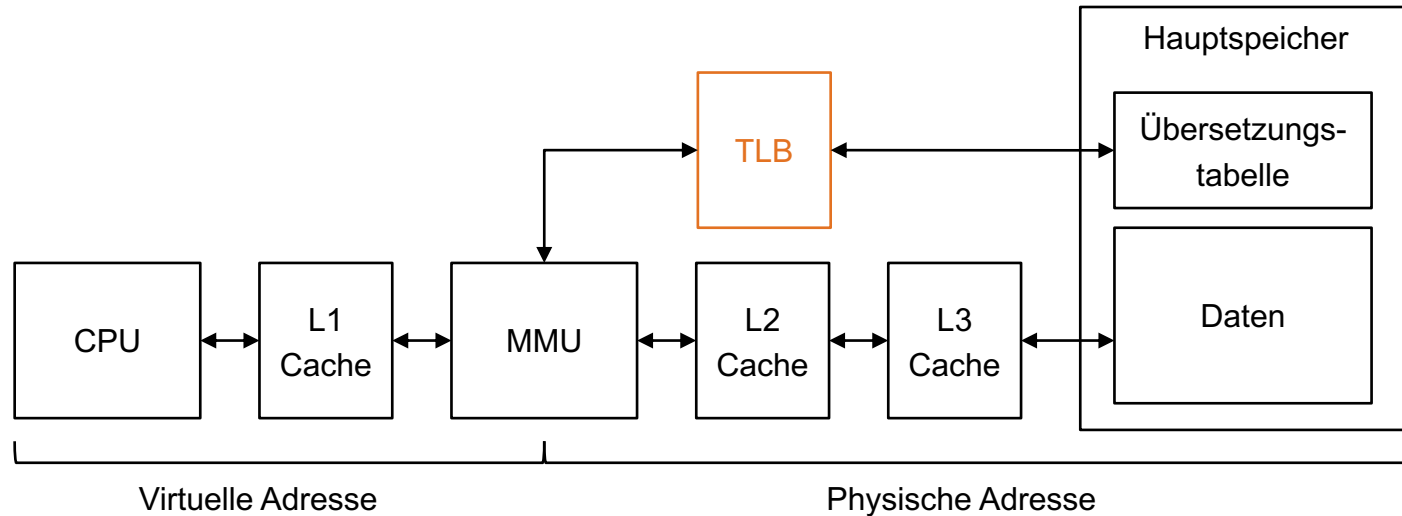 Hauptspeicher
TLB
Übersetzungs-
tabelle
CPU
L1
Cache
MMU
L2
Cache
L3
Cache
Daten
Virtuelle Adresse
Physische Adresse